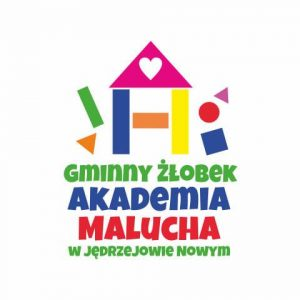 GMINNY ŻŁOBEK
AKADEMIA
MALUCHA
W JĘDRZEJOWIE NOWYM